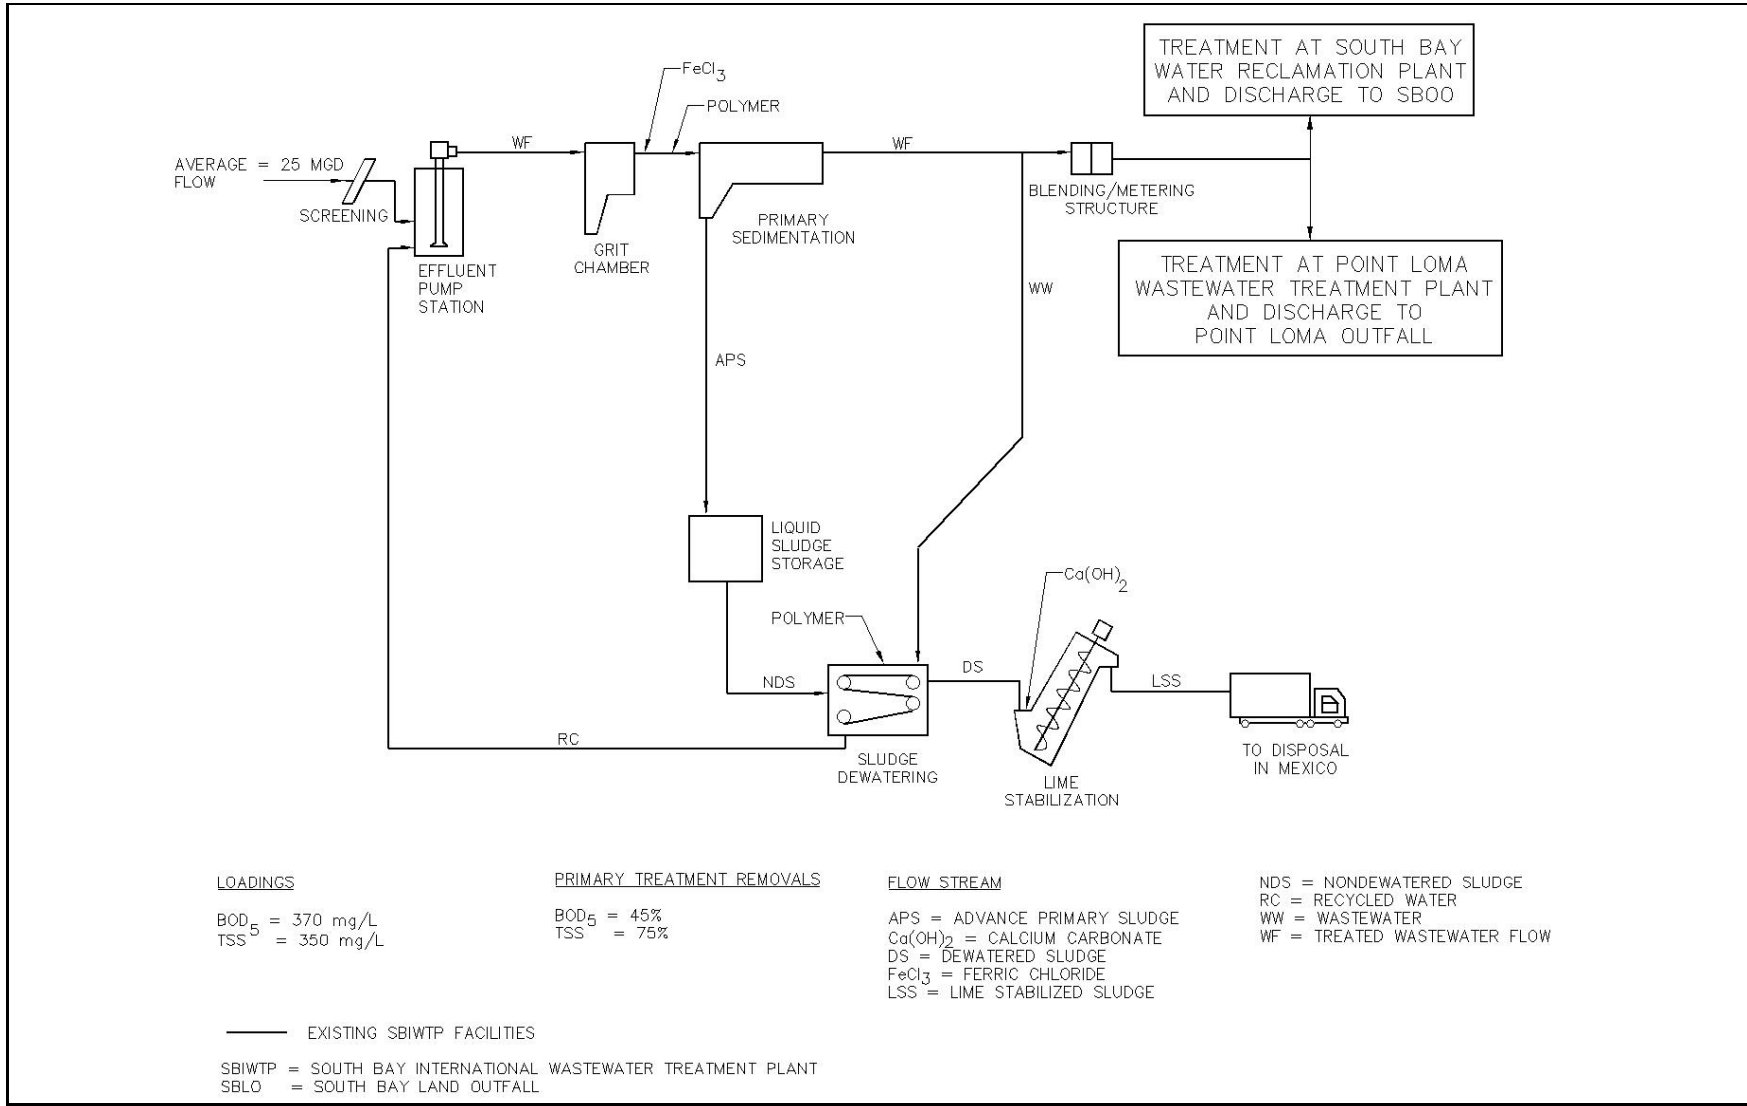 TREATMENT AT SOUTH BAY
WATER RECLAMATION PLANT
AND DISCHARGE TO SBOO
FeCl3
POLYMER
WF
WF
AVERAGE = 25 MGD
FLOW
SCREENING
BLENDING/METERING
STRUCTURE
PRIMARY
SEDIMENTATION
GRIT
CHAMBER
EFFLUENT
PUMP
STATION
TREATMENT AT POINT LOMA
WASTEWATER TREATMENT PLANT
AND DISCHARGE TO
POINT LOMA OUTFALL
WW
APS
LIQUID
SLUDGE
STORAGE
Ca(OH)2
POLYMER
NDS
DS
LSS
RC
SLUDGE
DEWATERING
LIME
STABILIZATION
TO DISPOSAL
IN MEXICO
LOADINGS
BOD5 = 370 mg/L
TSS = 350 mg/L
PRIMARY TREATMENT REMOVALS
BOD5 = 45%
TSS = 75%
FLOW STREAM
APS = ADVANCE PRIMARY SLUDGE
Ca(OH)2 = CALCIUM CARBONATE
DS = DEWATERED SLUDGE
FeCl3 = FERRIC CHLORIDE
LSS = LIME STABILIZED SLUDGE
NDS = NONDEWATERED SLUDGE
RC = RECYCLED WATER
WW = WASTEWATER
WF = TREATED WASTEWATER FLOW
EXISTING SBIWTP FACILITIES
SBIWTP = SOUTH BAY INTERNATIONAL WASTEWATER TREATMENT PLANT
SBLO = SOUTH BAY LAND OUTFALL